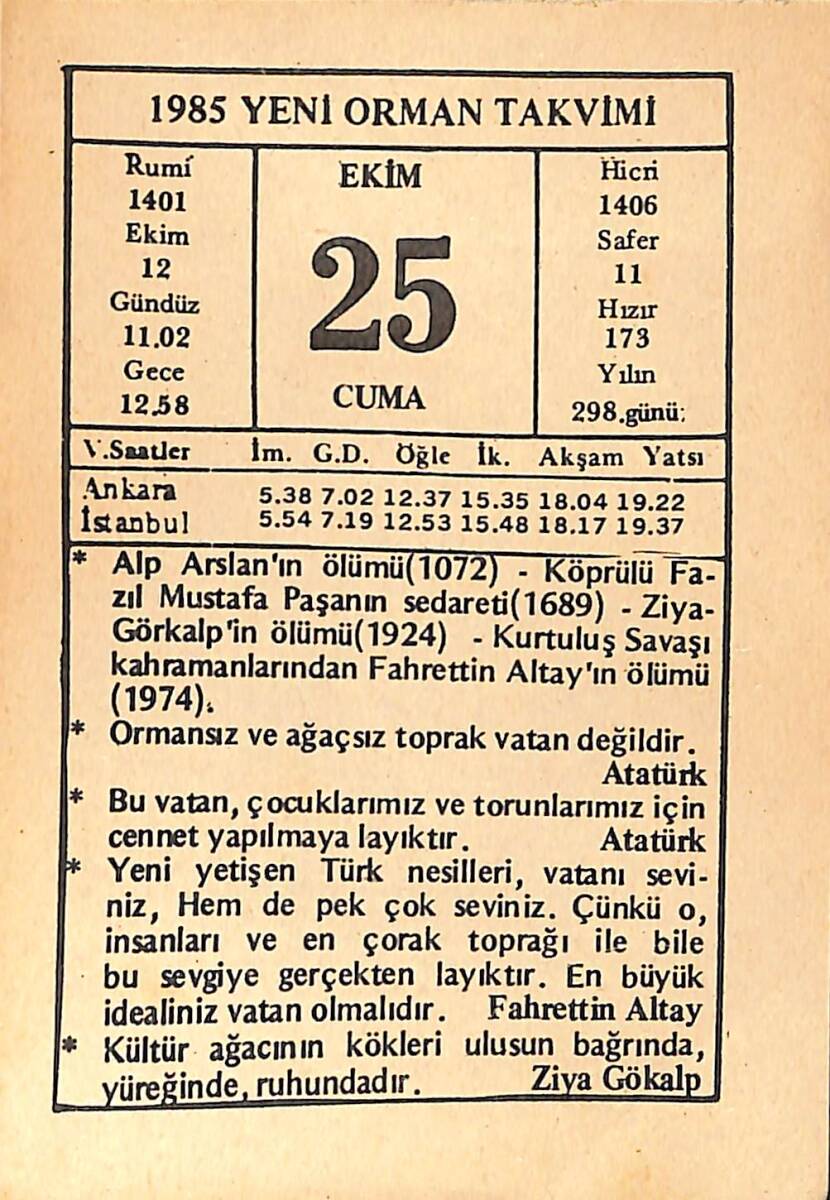 1985 YENİ ORMAN TAKVİMİ
Rumí
1401
Ekim
12
Gündüz
11.02
Gece
12.58
EKİM
25
CUMA
Hicri
1406
Safer
11
Hızır
173
Yılın
298.günü:
V.Saatler İm. G.D. Öğle İk. Akşam Yatsı
Ankara 5.38 7.02 12.37 15.35 18.04 19.22
İstanbul 5.54 7.19 12.53 15.48 18.17 19.37
* Alp Arslan'ın ölümü(1072) - Köprülü Fa-
zıl Mustafa Paşanın sedareti(1689) - Ziya-
Görkalp'in ölümü(1924) - Kurtuluş Savaşı
kahramanlarından Fahrettin Altay'ın ölümü
(1974).
* Ormansız ve ağaçsız toprak vatan değildir.
Atatürk
* Bu vatan, çocuklarımız ve torunlarımız için
cennet yapılmaya layıktır. Atatürk
* Yeni yetişen Türk nesilleri, vatanı sevi-
niz, Hem de pek çok seviniz. Çünkü o,
insanları ve en çorak toprağı ile bile
bu sevgiye gerçekten layıktır. En büyük
idealiniz vatan olmalıdır. Fahrettin Altay
* Kültür ağacının kökleri ulusun bağrında,
yüreğinde, ruhundadır. Ziya Gökalp